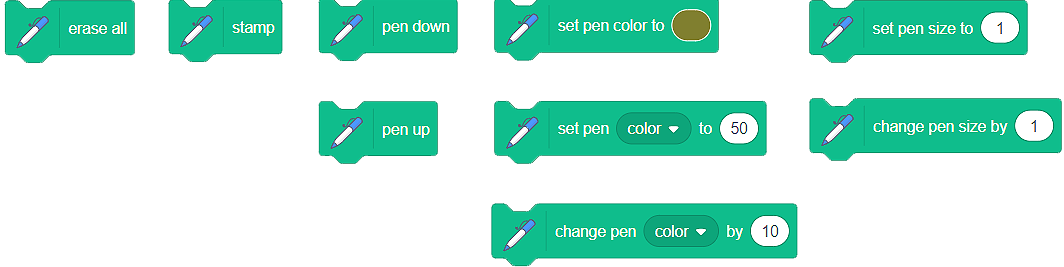 erase all
stamp
pen down
set pen color to
set pen size to 1
pen up
set pen color to 50
change pen size by 1
change pen color by 10